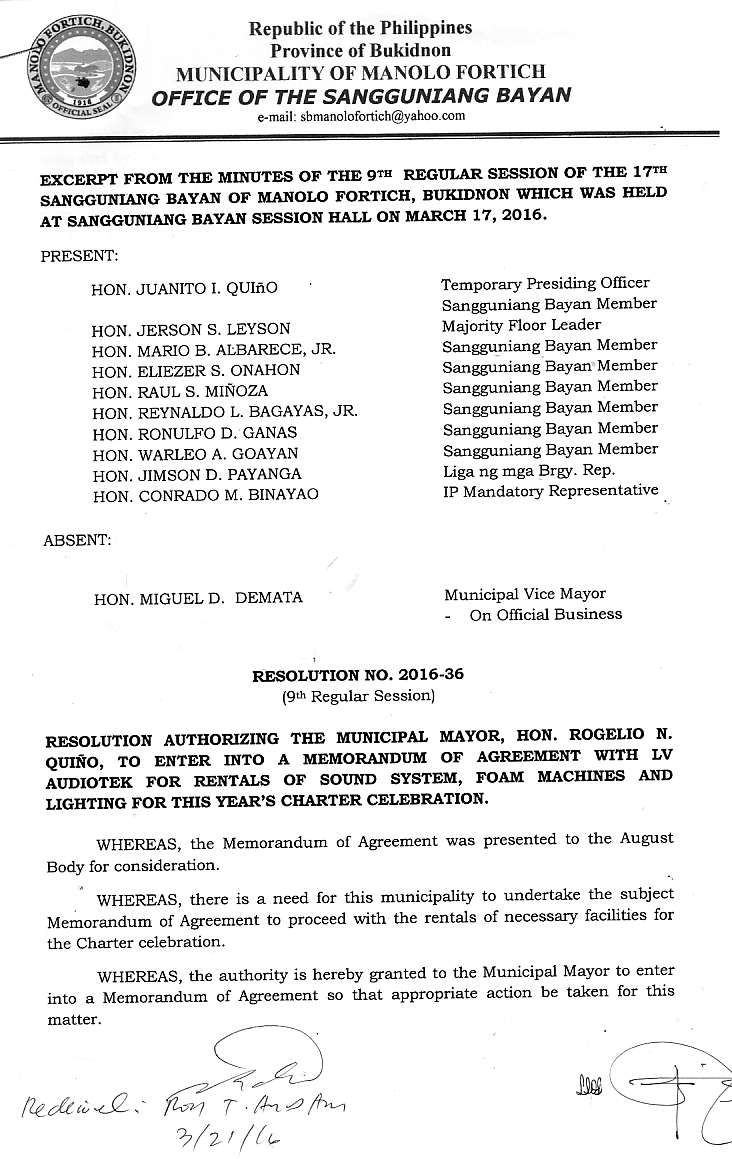 MANOLO FORTICH, BUKIDNON
1914
OFFICIAL SEAL
Republic of the Philippines
Province of Bukidnon
MUNICIPALITY OF MANOLO FORTICH
OFFICE OF THE SANGGUNIANG BAYAN
e-mail: sbmanolofortich@yahoo.com
EXCERPT FROM THE MINUTES OF THE 9TH REGULAR SESSION OF THE 17TH
SANGGUNIANG BAYAN OF MANOLO FORTICH, BUKIDNON WHICH WAS HELD
AT SANGGUNIANG BAYAN SESSION HALL ON MARCH 17, 2016.
PRESENT:
HON. JUANITO I. QUIñO Temporary Presiding Officer
Sangguniang Bayan Member
HON. JERSON S. LEYSON Majority Floor Leader
HON. MARIO B. ALBARECE, JR. Sangguniang Bayan Member
HON. ELIEZER S. ONAHON Sangguniang Bayan Member
HON. RAUL S. MIÑOZA Sangguniang Bayan Member
HON. REYNALDO L. BAGAYAS, JR. Sangguniang Bayan Member
HON. RONULFO D. GANAS Sangguniang Bayan Member
HON. WARLEO A. GOAYAN Sangguniang Bayan Member
HON. JIMSON D. PAYANGA Liga ng mga Brgy. Rep.
HON. CONRADO M. BINAYAO IP Mandatory Representative
ABSENT:
HON. MIGUEL D. DEMATA Municipal Vice Mayor
- On Official Business
RESOLUTION NO. 2016-36
(9th Regular Session)
RESOLUTION AUTHORIZING THE MUNICIPAL MAYOR, HON. ROGELIO N.
QUIÑO, TO ENTER INTO A MEMORANDUM OF AGREEMENT WITH LV
AUDIOTEK FOR RENTALS OF SOUND SYSTEM, FOAM MACHINES AND
LIGHTING FOR THIS YEAR'S CHARTER CELEBRATION.
WHEREAS, the Memorandum of Agreement was presented to the August
Body for consideration.
WHEREAS, there is a need for this municipality to undertake the subject
Memorandum of Agreement to proceed with the rentals of necessary facilities for
the Charter celebration.
WHEREAS, the authority is hereby granted to the Municipal Mayor to enter
into a Memorandum of Agreement so that appropriate action be taken for this
matter.
3/21/16